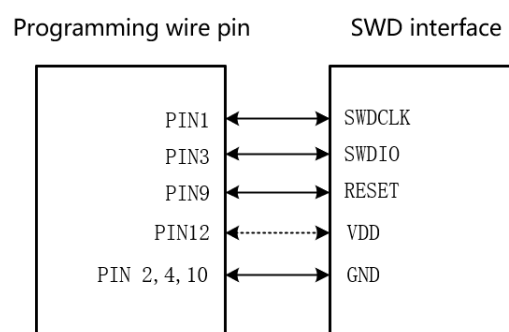 Programming wire pin SWD interface
PIN1 SWDCLK
PIN3 SWDIO
PIN9 RESET
PIN12 VDD
PIN 2,4,10 GND